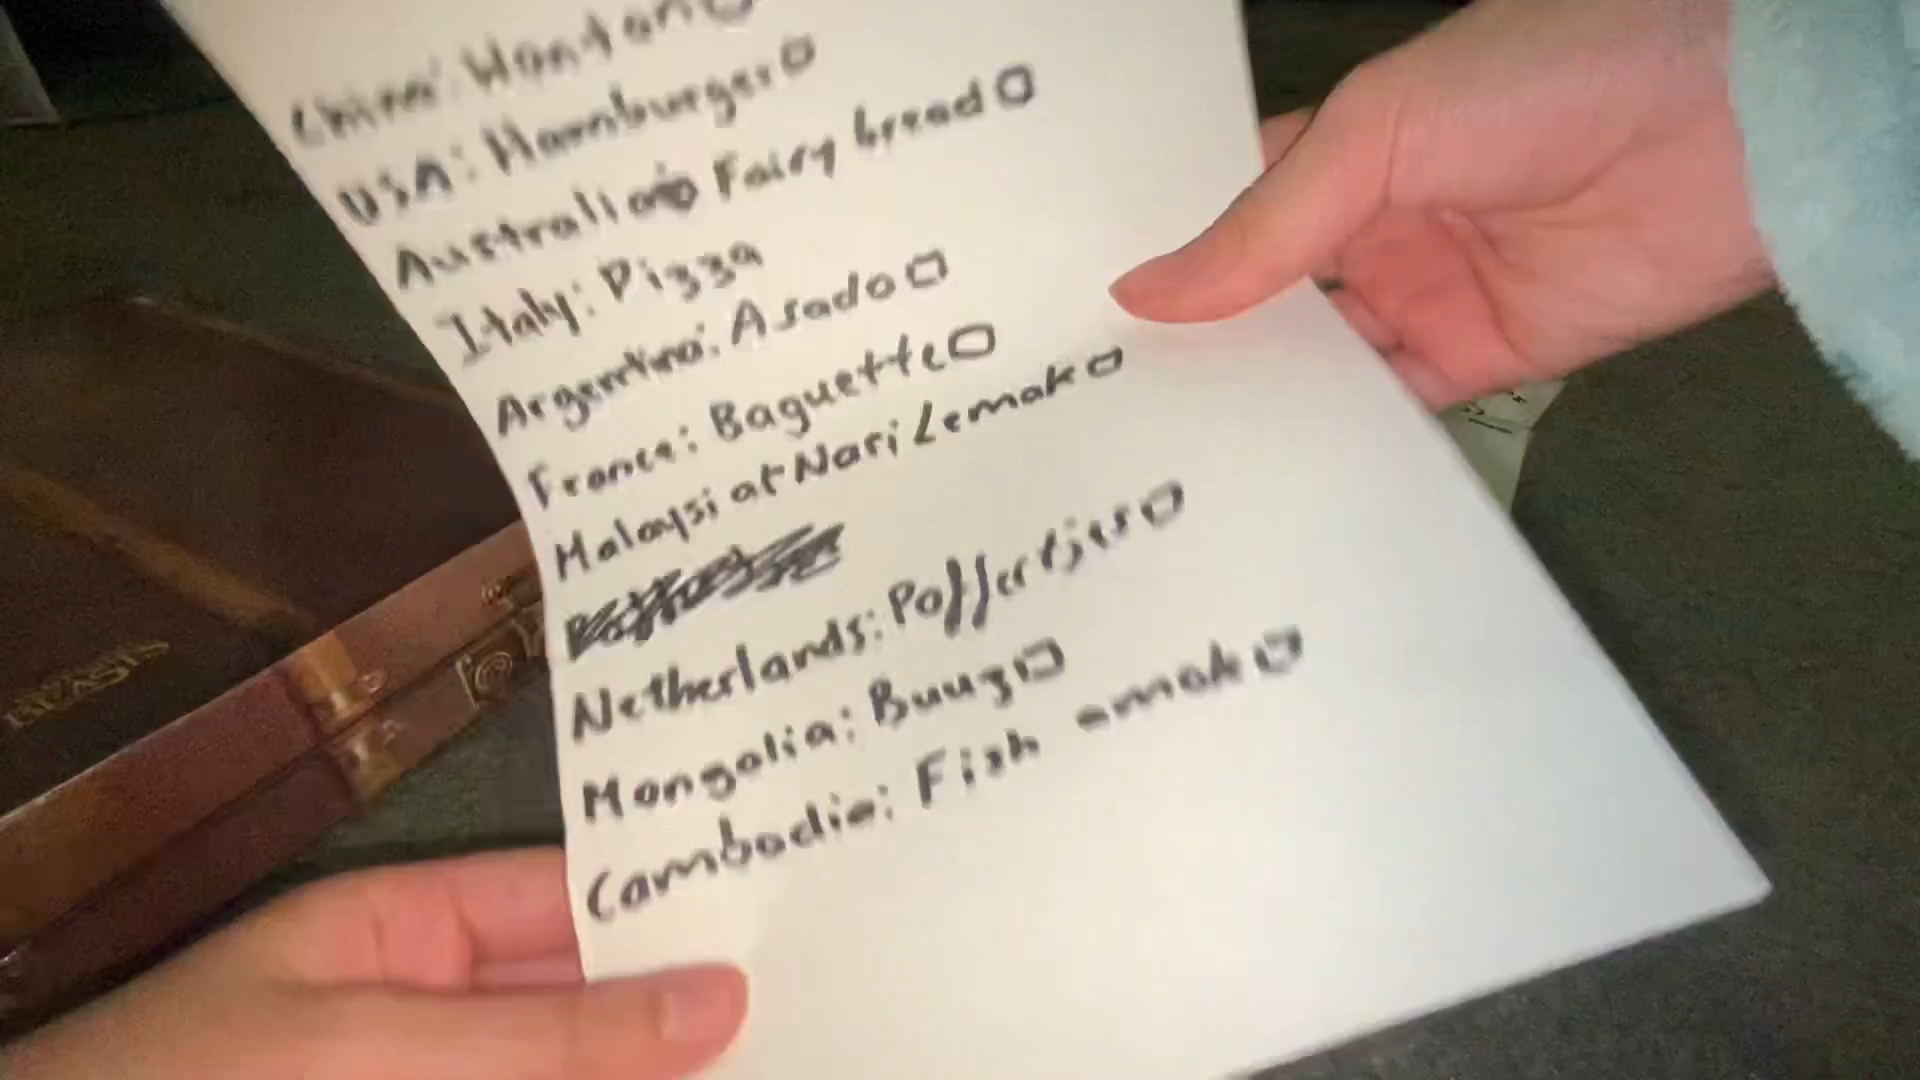 China: Wonton
USA: Hamburger
Australia: Fairy bread
Italy: Pizza
Argentina: Asado
France: Baguette
Malaysia: Nasi Lemak
Netherlands: Poffertjes
Mongolia: Buuz
Cambodia: Fish amok